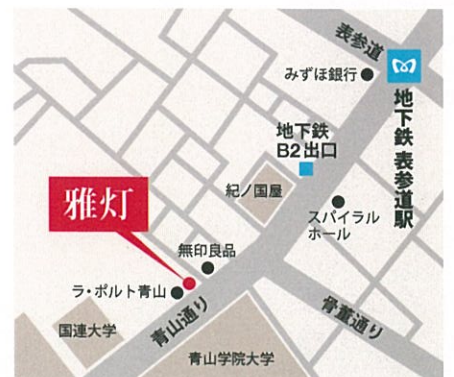 表参道
みずほ銀行
地下鉄 表参道駅
地下鉄
B2出口
紀ノ国屋
スパイラル
ホール
雅灯
無印良品
ラ・ポルト青山
青山通り
骨董通り
国連大学
青山学院大学